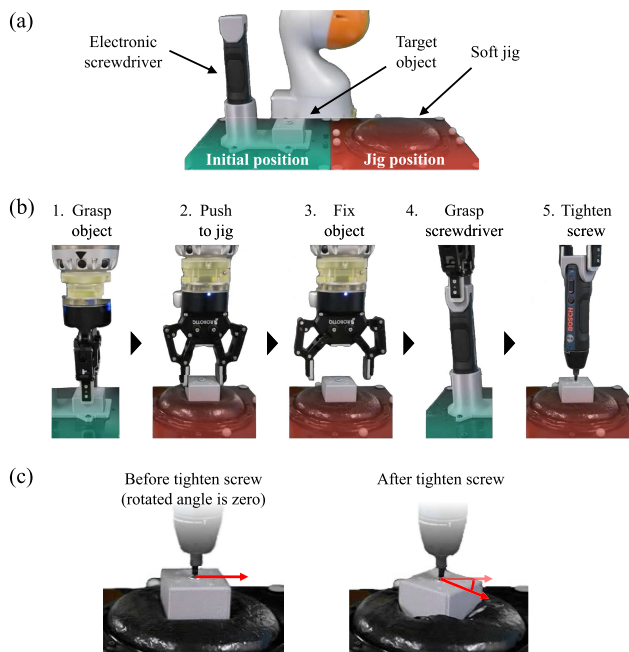 (a)
Electronic
screwdriver
Target
object
Soft jig
Initial position
Jig position
(b)
1. Grasp
object
2. Push
to jig
3. Fix
object
4. Grasp
screwdriver
5. Tighten
screw
ROBOTIQ
ROBOTIQ
BOSCH
(c)
Before tighten screw
(rotated angle is zero)
After tighten screw